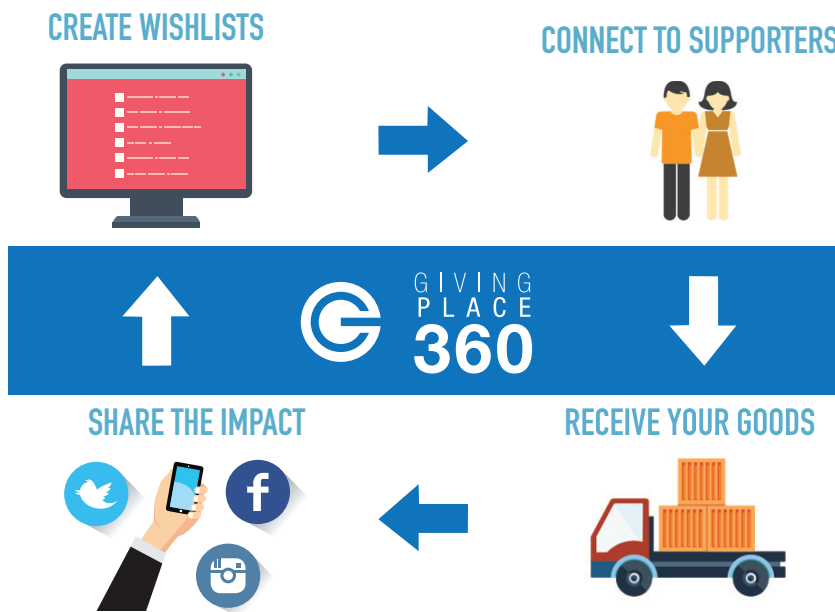 CREATE WISHLISTS
CONNECT TO SUPPORTERS
GIVING
PLACE
360
SHARE THE IMPACT
RECEIVE YOUR GOODS
f